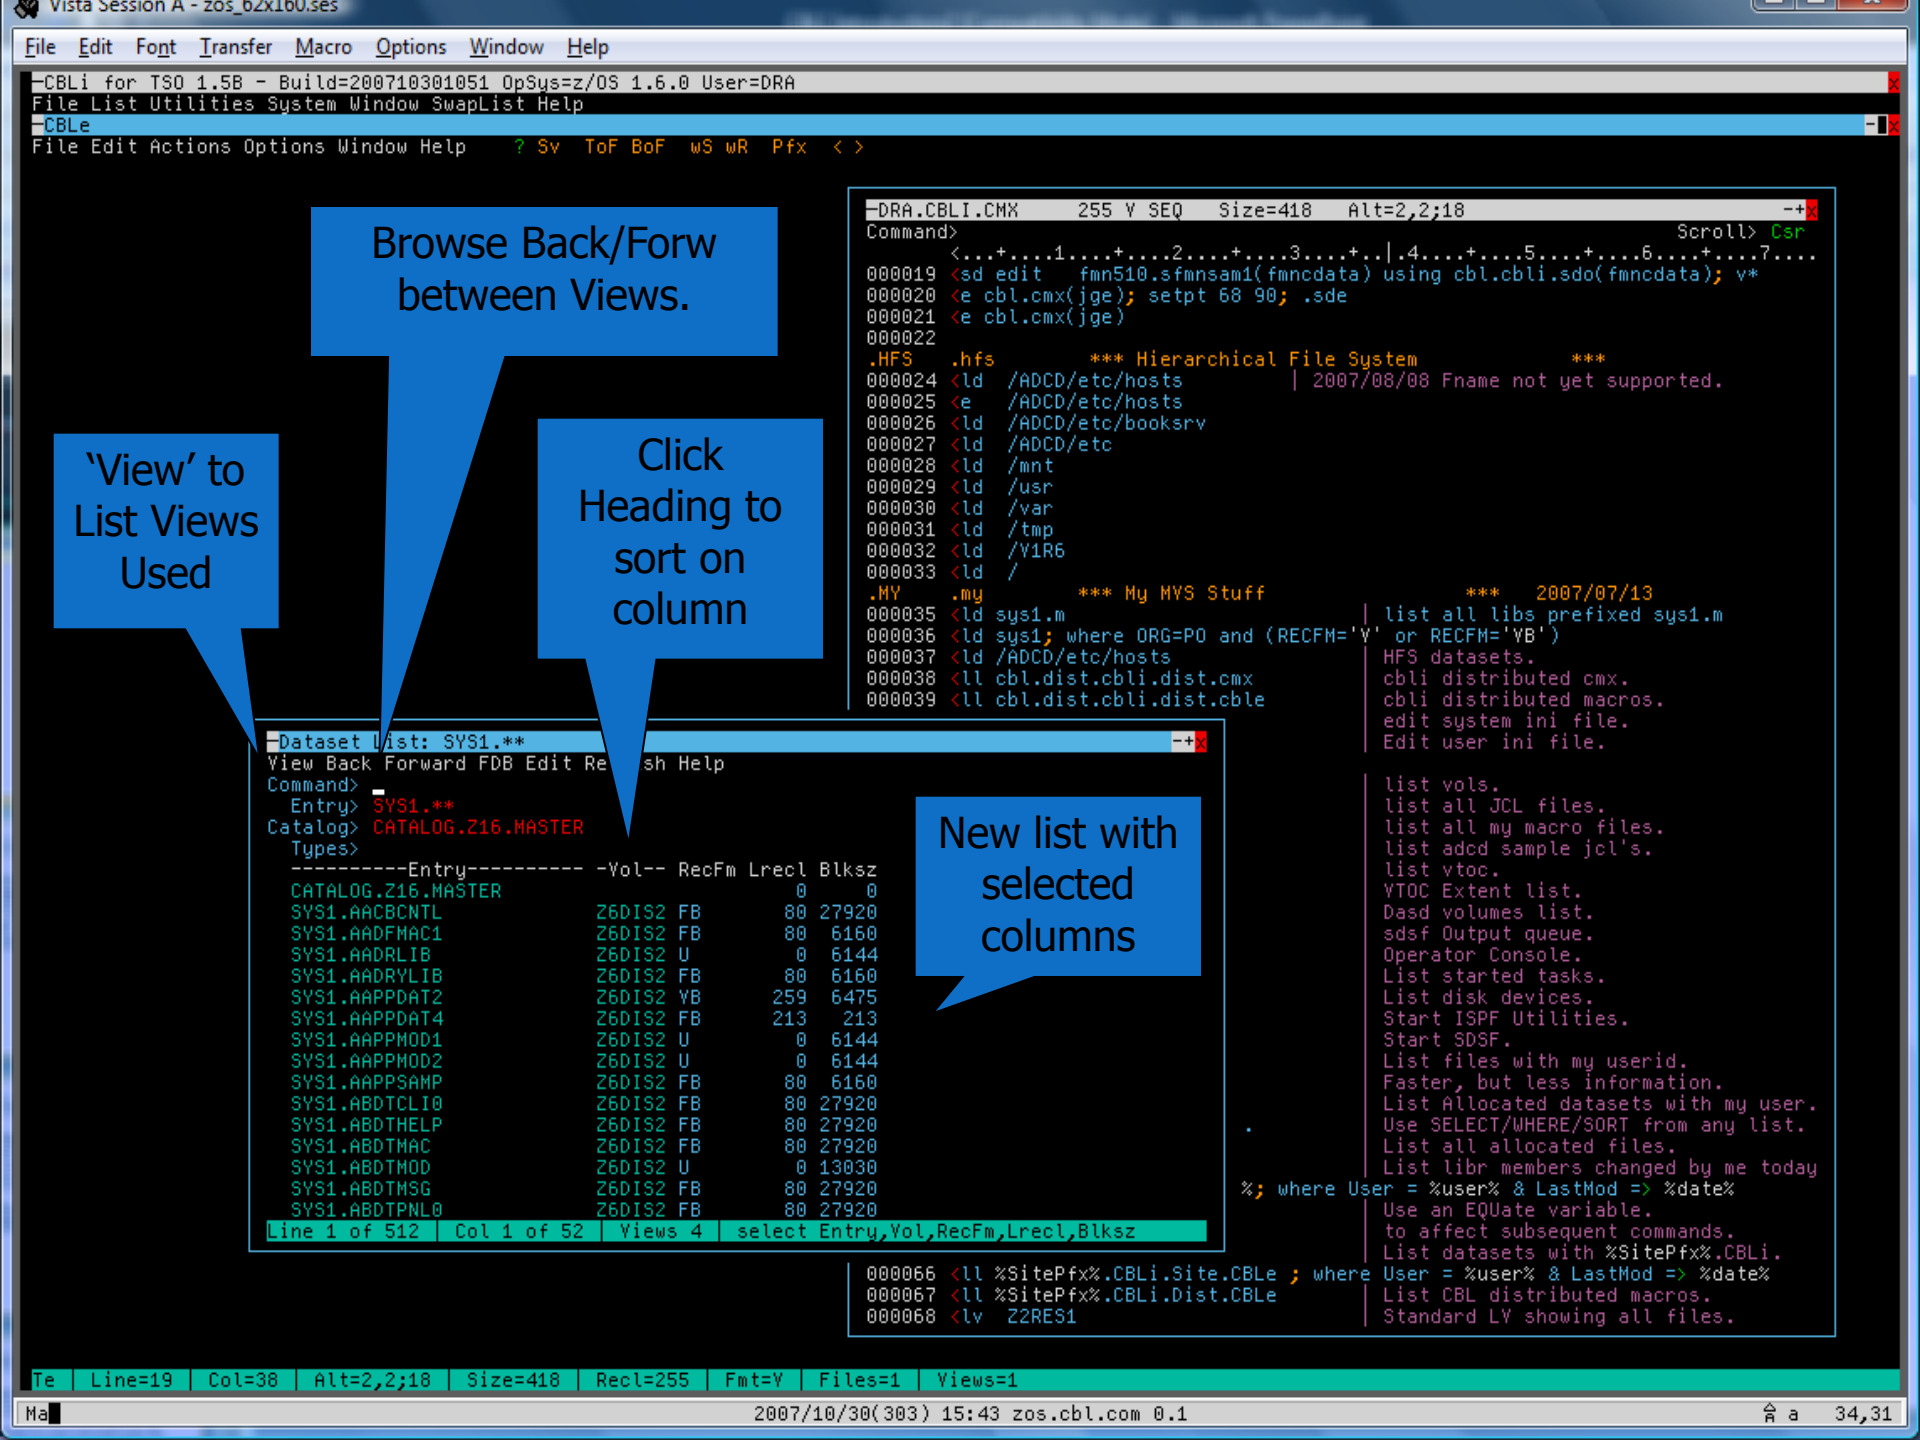 Vista Session A - zos_62x160.ses
File Edit Font Transfer Macro Options Window Help
CBLi for TSO 1.5B - Build=200710301051 OpSys=z/OS 1.6.0 User=DRA
File List Utilities System Window SwapList Help
CBLe
File Edit Actions Options Window Help ? Sv ToF BoF wS wR Pfx < >
DRA.CBLI.CMX 255 V SEQ Size=418 Alt=2,2;18 -+x
Command> Scroll> Csr
<...+....1....+....2....+....3....+..|.4....+....5....+....6....+....7....
000019 <sd edit fmn510.sfmnsam1(fmncdata) using cbl.cbli.sdo(fmncdata); v*
000020 <e cbl.cmx(jge); setpt 68 90; .sde
000021 <e cbl.cmx(jge)
000022
.HFS .hfs *** Hierarchical File System ***
000024 <ld /ADCD/etc/hosts | 2007/08/08 Fname not yet supported.
000025 <e /ADCD/etc/hosts
000026 <ld /ADCD/etc/booksrv
000027 <ld /ADCD/etc
000028 <ld /mnt
000029 <ld /usr
000030 <ld /var
000031 <ld /tmp
000032 <ld /V1R6
000033 <ld /
.MY .my *** My MVS Stuff *** 2007/07/13
000035 <ld sys1.m | list all libs prefixed sys1.m
000036 <ld sys1; where ORG=PO and (RECFM='V' or RECFM='VB')
000037 <ld /ADCD/etc/hosts | HFS datasets.
000038 <ll cbl.dist.cbli.dist.cmx | cbli distributed cmx.
000039 <ll cbl.dist.cbli.dist.cble | cbli distributed macros.
| edit system ini file.
| Edit user ini file.
| list vols.
| list all JCL files.
| list all my macro files.
| list adcd sample jcl's.
| list vtoc.
| VTOC Extent list.
| Dasd volumes list.
| sdsf Output queue.
| Operator Console.
| List started tasks.
| List disk devices.
| Start ISPF Utilities.
| Start SDSF.
| List files with my userid.
| Faster, but less information.
| List Allocated datasets with my user.
. | Use SELECT/WHERE/SORT from any list.
| List all allocated files.
| List libr members changed by me today
%; where User = %user% & LastMod => %date%
| Use an EQUate variable.
| to affect subsequent commands.
| List datasets with %SitePfx%.CBLi.
000066 <ll %SitePfx%.CBLi.Site.CBLe ; where User = %user% & LastMod => %date%
000067 <ll %SitePfx%.CBLi.Dist.CBLe | List CBL distributed macros.
000068 <lv Z2RES1 | Standard LV showing all files.
Browse Back/Forw
between Views.
'View' to
List Views
Used
Click
Heading to
sort on
column
New list with
selected
columns
Dataset List: SYS1.** -+x
View Back Forward FDB Edit Re sh Help
Command>
Entry> SYS1.**
Catalog> CATALOG.Z16.MASTER
Types>
----------Entry---------- -Vol-- RecFm Lrecl Blksz
CATALOG.Z16.MASTER 0 0
SYS1.AACBCNTL Z6DIS2 FB 80 27920
SYS1.AADFMAC1 Z6DIS2 FB 80 6160
SYS1.AADRLIB Z6DIS2 U 0 6144
SYS1.AADRYLIB Z6DIS2 FB 80 6160
SYS1.AAPPDAT2 Z6DIS2 VB 259 6475
SYS1.AAPPDAT4 Z6DIS2 FB 213 213
SYS1.AAPPMOD1 Z6DIS2 U 0 6144
SYS1.AAPPMOD2 Z6DIS2 U 0 6144
SYS1.AAPPSAMP Z6DIS2 FB 80 6160
SYS1.ABDTCLI0 Z6DIS2 FB 80 27920
SYS1.ABDTHELP Z6DIS2 FB 80 27920
SYS1.ABDTMAC Z6DIS2 FB 80 27920
SYS1.ABDTMOD Z6DIS2 U 0 13030
SYS1.ABDTMSG Z6DIS2 FB 80 27920
SYS1.ABDTPNL0 Z6DIS2 FB 80 27920
Line 1 of 512 | Col 1 of 52 | Views 4 | select Entry,Vol,RecFm,Lrecl,Blksz
Te | Line=19 | Col=38 | Alt=2,2;18 | Size=418 | Recl=255 | Fmt=V | Files=1 | Views=1
Ma 2007/10/30(303) 15:43 zos.cbl.com 0.1 a 34,31